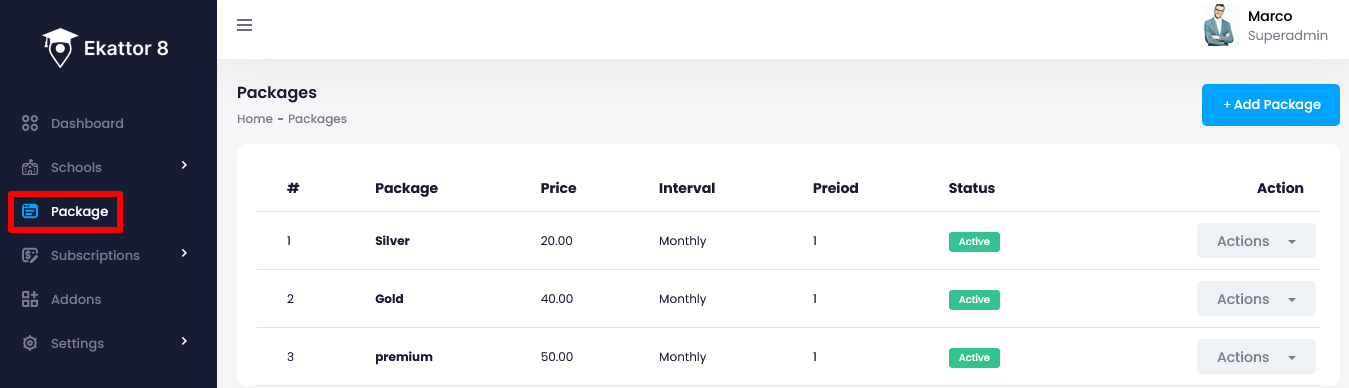 Ekattor 8
Marco
Superadmin
Dashboard
Schools
Package
Subscriptions
Addons
Settings
Packages
Home - Packages
+ Add Package
# Package Price Interval Preiod Status Action
1 Silver 20.00 Monthly 1 Active Actions
2 Gold 40.00 Monthly 1 Active Actions
3 premium 50.00 Monthly 1 Active Actions